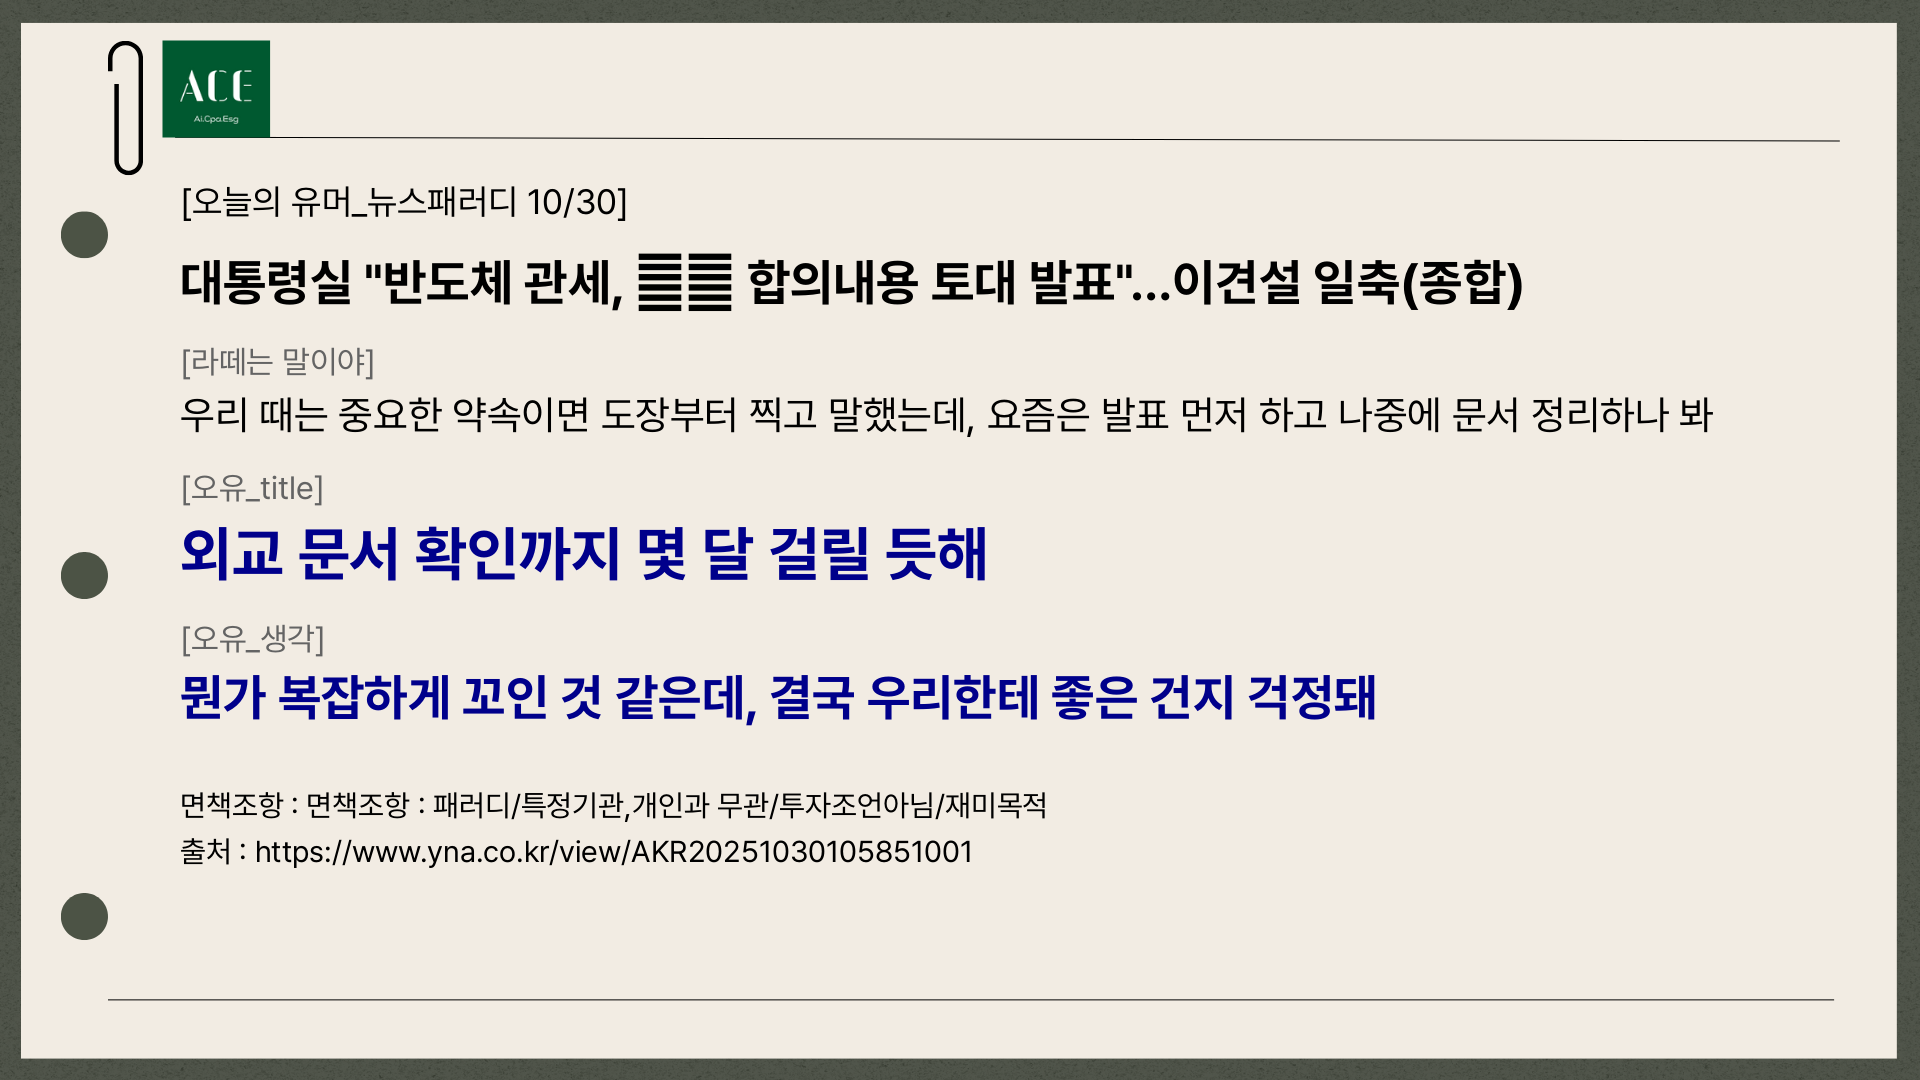 ACE
Ai.Cpa.Esg
[오늘의 유머_뉴스패러디 10/30]
대통령실 "반도체 관세, 합의내용 토대 발표"…이견설 일축(종합)
[라떼는 말이야]
우리 때는 중요한 약속이면 도장부터 찍고 말했는데, 요즘은 발표 먼저 하고 나중에 문서 정리하나 봐
[오유_title]
외교 문서 확인까지 몇 달 걸릴 듯해
[오유_생각]
뭔가 복잡하게 꼬인 것 같은데, 결국 우리한테 좋은 건지 걱정돼
면책조항 : 면책조항 : 패러디/특정기관,개인과 무관/투자조언아님/재미목적
출처 : https://www.yna.co.kr/view/AKR20251030105851001